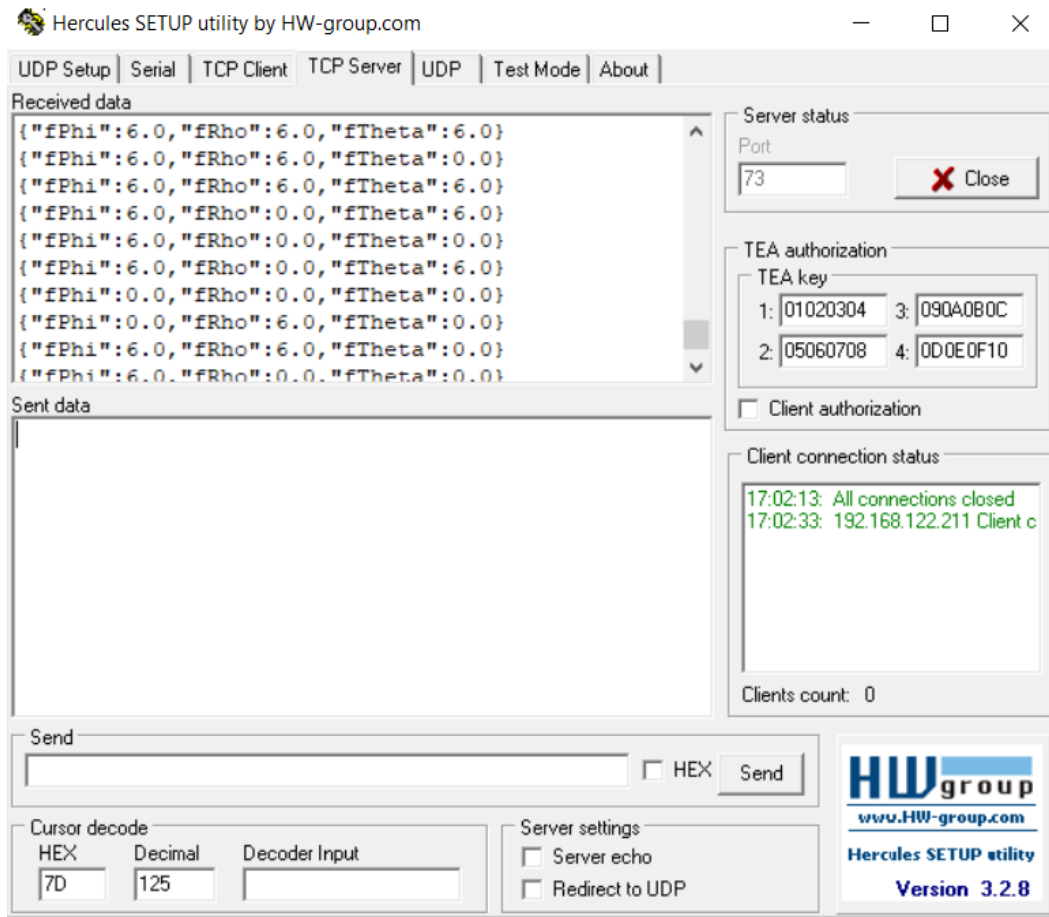 Hercules SETUP utility by HW-group.com
UDP Setup Serial TCP Client TCP Server UDP Test Mode About
Received data
{"fPhi":6.0,"fRho":6.0,"fTheta":6.0}
{"fPhi":6.0,"fRho":6.0,"fTheta":0.0}
{"fPhi":6.0,"fRho":6.0,"fTheta":6.0}
{"fPhi":6.0,"fRho":0.0,"fTheta":6.0}
{"fPhi":6.0,"fRho":0.0,"fTheta":0.0}
{"fPhi":6.0,"fRho":0.0,"fTheta":6.0}
{"fPhi":0.0,"fRho":0.0,"fTheta":0.0}
{"fPhi":0.0,"fRho":6.0,"fTheta":0.0}
{"fPhi":6.0,"fRho":6.0,"fTheta":0.0}
{"fPhi":6.0,"fRho":0.0,"fTheta":0.0}
Sent data
Server status
Port
73
Close
TEA authorization
TEA key
1: 01020304 3: 090A0B0C
2: 05060708 4: 0D0E0F10
Client authorization
Client connection status
17:02:13: All connections closed
17:02:33: 192.168.122.211 Client c
Clients count: 0
Send
HEX Send
Cursor decode
HEX Decimal Decoder Input
7D 125
Server settings
Server echo
Redirect to UDP
HW group
www.HW-group.com
Hercules SETUP utility
Version 3.2.8